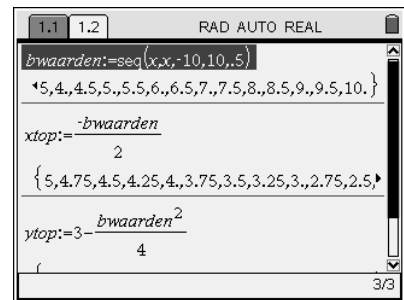 1.1 1.2 RAD AUTO REAL
bwaarden:=seq(x,x,-10,10,.5)
◂5,4.,4.5,5.,5.5,6.,6.5,7.,7.5,8.,8.5,9.,9.5,10.}
xtop:=-bwaarden/2
{5,4.75,4.5,4.25,4.,3.75,3.5,3.25,3.,2.75,2.5,▸
ytop:=3-bwaarden²/4
3/3